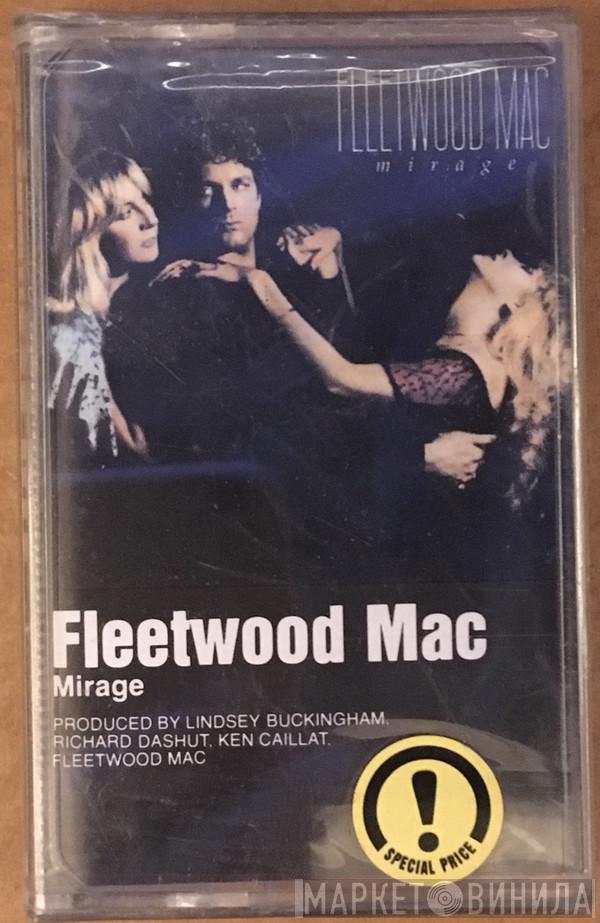 FLEETWOOD MAC
mirage
Fleetwood Mac
Mirage
PRODUCED BY LINDSEY BUCKINGHAM,
RICHARD DASHUT, KEN CAILLAT,
FLEETWOOD MAC
!
SPECIAL PRICE
МАРКЕТ ВИНИЛА